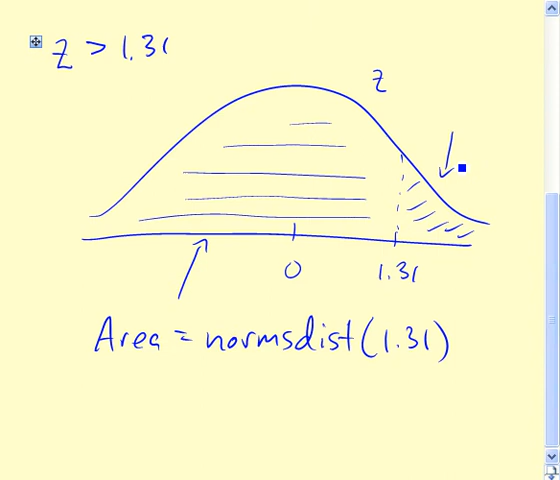 z > 1.31
z
0 1.31
Area = normsdist(1.31)